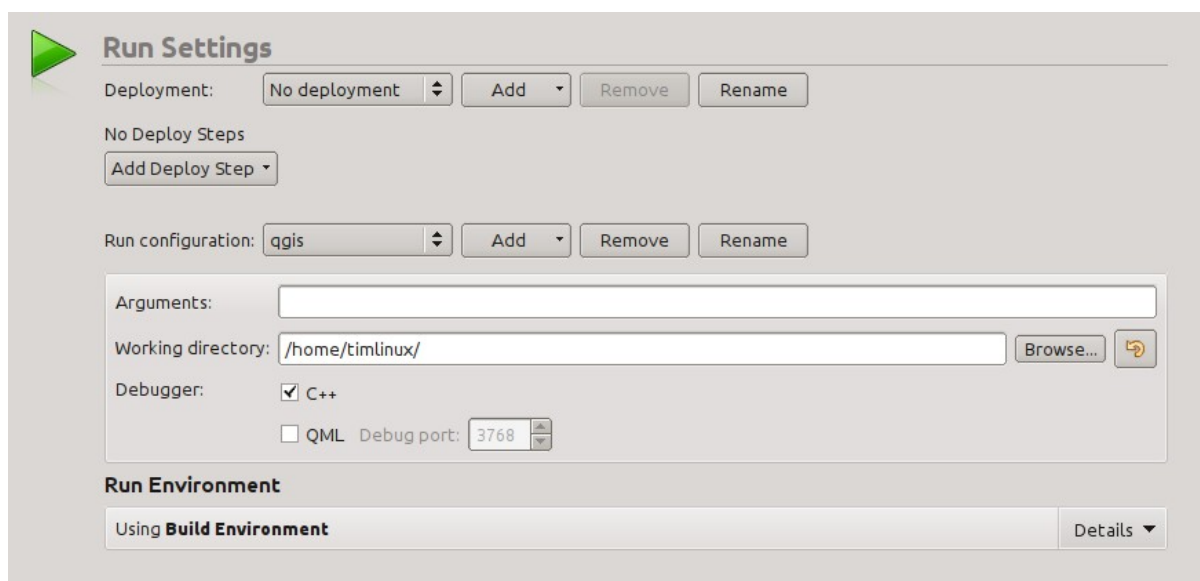 Run Settings
Deployment: No deployment Add Remove Rename
No Deploy Steps
Add Deploy Step
Run configuration: qgis Add Remove Rename
Arguments:
Working directory: /home/timlinux/ Browse...
Debugger: C++
QML Debug port: 3768
Run Environment
Using Build Environment Details